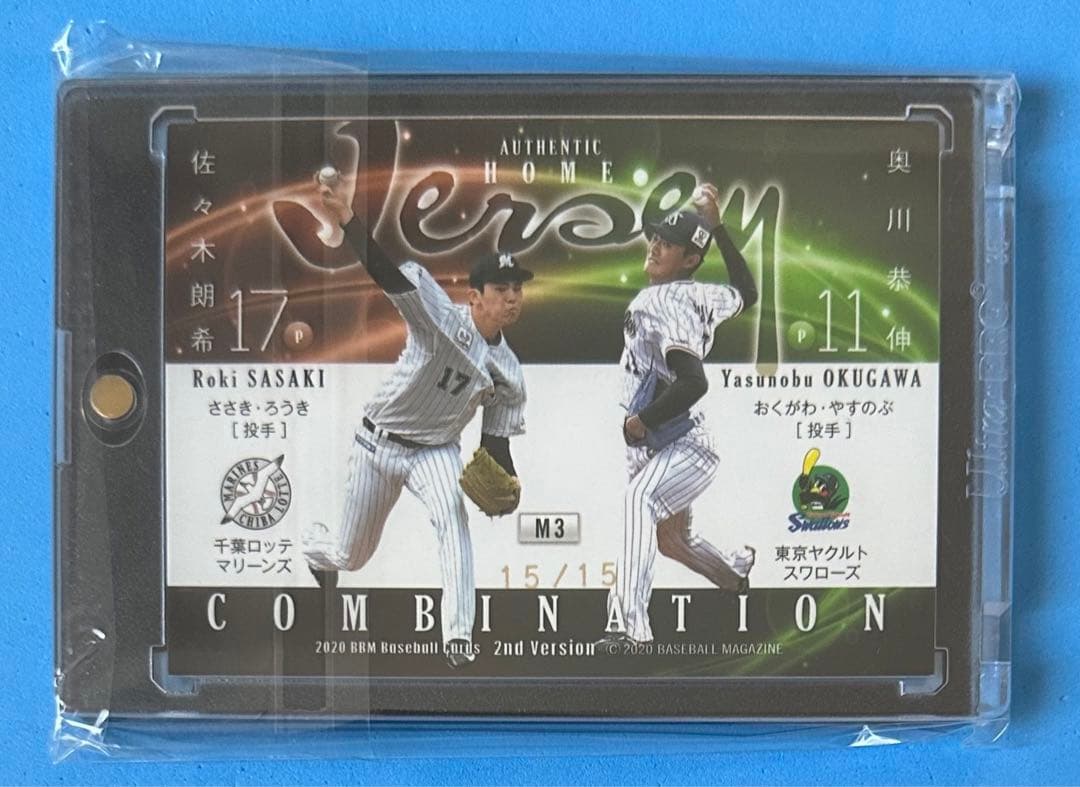 AUTHENTIC
HOME
Jersey
佐々木朗希
17
P
奥川恭伸
P
11
17
Roki SASAKI
ささき・ろうき
[投手]
MARINES
CHIBA LOTTE
千葉ロッテ
マリーンズ
Yasunobu OKUGAWA
おくがわ・やすのぶ
[投手]
Swallows
東京ヤクルト
スワローズ
M3
15/15
COMBINATION
2020 BBM Baseball Cards 2nd Version © 2020 BASEBALL MAGAZINE
Ultra PRO